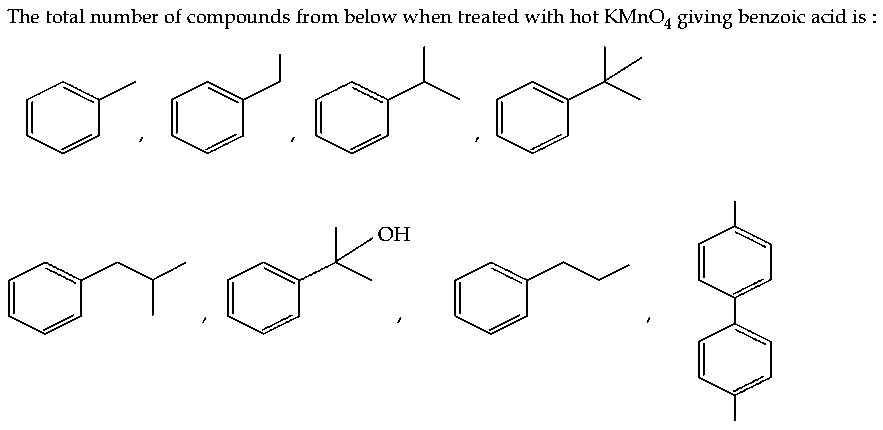 The total number of compounds from below when treated with hot KMnO₄ giving benzoic acid is :
, , ,
OH
, , ,